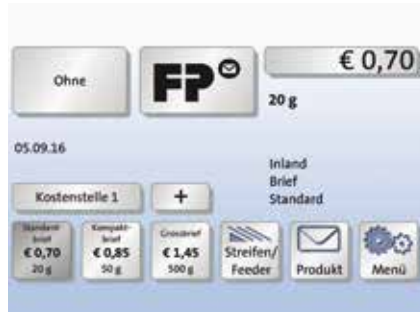 Ohne
FP
€ 0,70
20 g
05.09.16
Inland
Brief
Standard
Kostenstelle 1
+
Standard-
brief
€ 0,70
20 g
Kompakt-
brief
€ 0,85
50 g
Grossbrief
€ 1,45
500 g
Streifen/
Feeder
Produkt
Menü